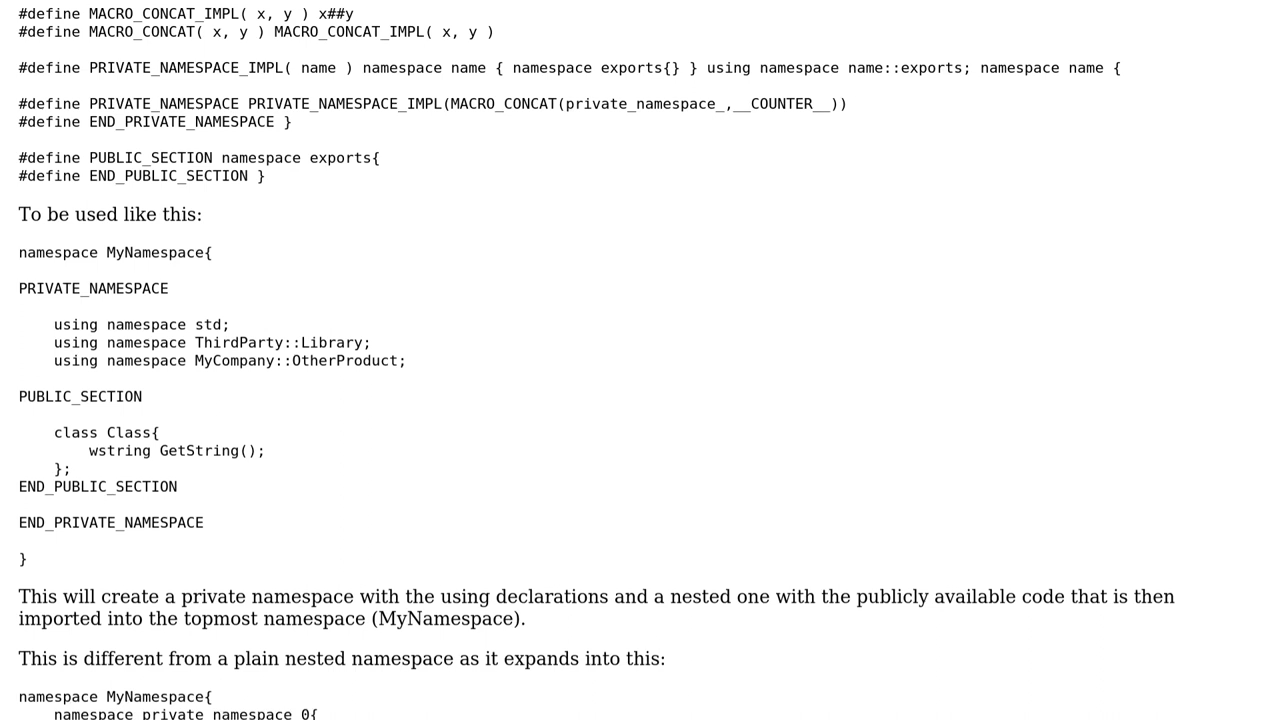 #define MACRO_CONCAT_IMPL( x, y ) x##y
#define MACRO_CONCAT( x, y ) MACRO_CONCAT_IMPL( x, y )
#define PRIVATE_NAMESPACE_IMPL( name ) namespace name { namespace exports{} } using namespace name::exports; namespace name {
#define PRIVATE_NAMESPACE PRIVATE_NAMESPACE_IMPL(MACRO_CONCAT(private_namespace_,__COUNTER__))
#define END_PRIVATE_NAMESPACE }
#define PUBLIC_SECTION namespace exports{
#define END_PUBLIC_SECTION }
To be used like this:
namespace MyNamespace{
PRIVATE_NAMESPACE
    using namespace std;
    using namespace ThirdParty::Library;
    using namespace MyCompany::OtherProduct;
PUBLIC_SECTION
    class Class{
        wstring GetString();
    };
END_PUBLIC_SECTION
END_PRIVATE_NAMESPACE
}
This will create a private namespace with the using declarations and a nested one with the publicly available code that is then
imported into the topmost namespace (MyNamespace).
This is different from a plain nested namespace as it expands into this:
namespace MyNamespace{
    namespace private_namespace_0{